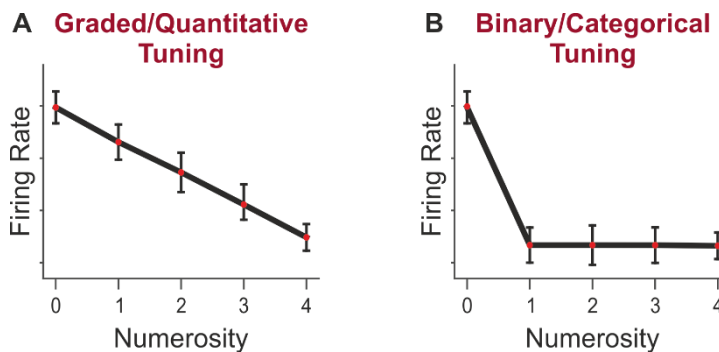 A Graded/Quantitative
Tuning
Firing Rate
0 1 2 3 4
Numerosity
B Binary/Categorical
Tuning
Firing Rate
0 1 2 3 4
Numerosity